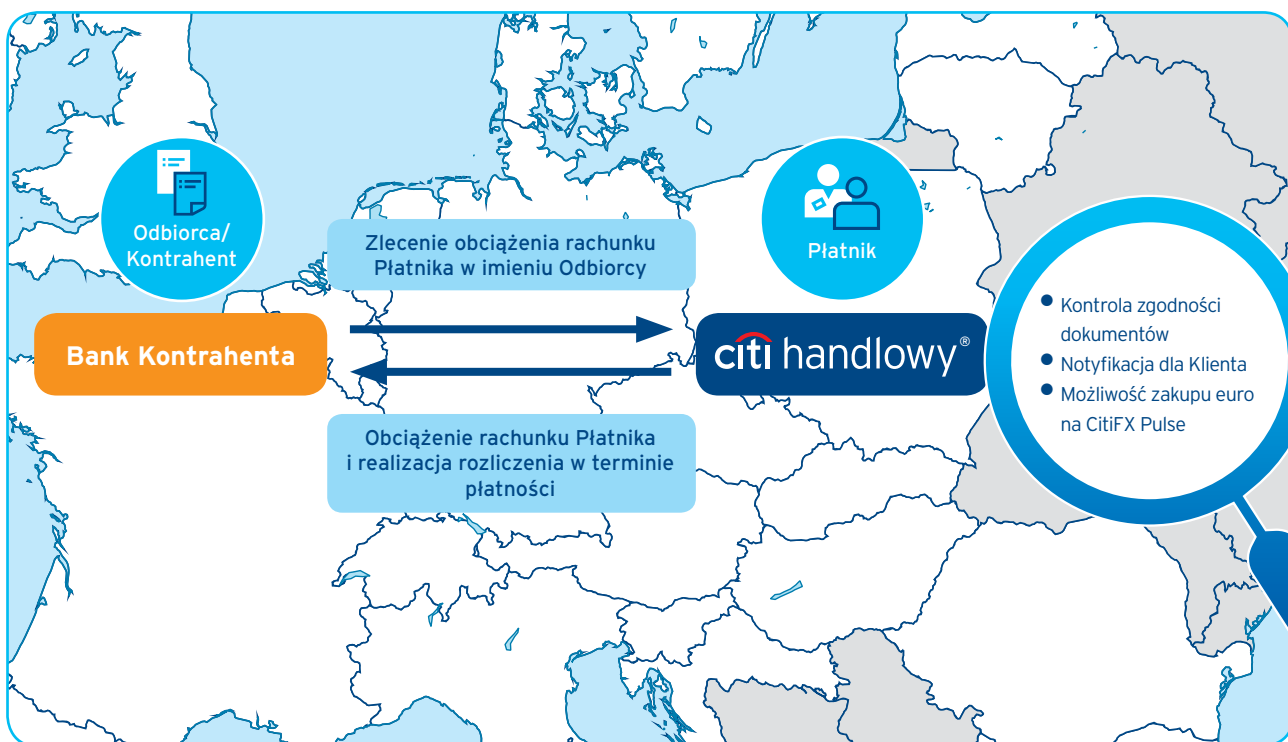 Odbiorca/
Kontrahent
Zlecenie obciążenia rachunku
Płatnika w imieniu Odbiorcy
Płatnik
Bank Kontrahenta
citi handlowy®
Obciążenie rachunku Płatnika
i realizacja rozliczenia w terminie
płatności
● Kontrola zgodności
dokumentów
● Notyfikacja dla Klienta
● Możliwość zakupu euro
na CitiFX Pulse